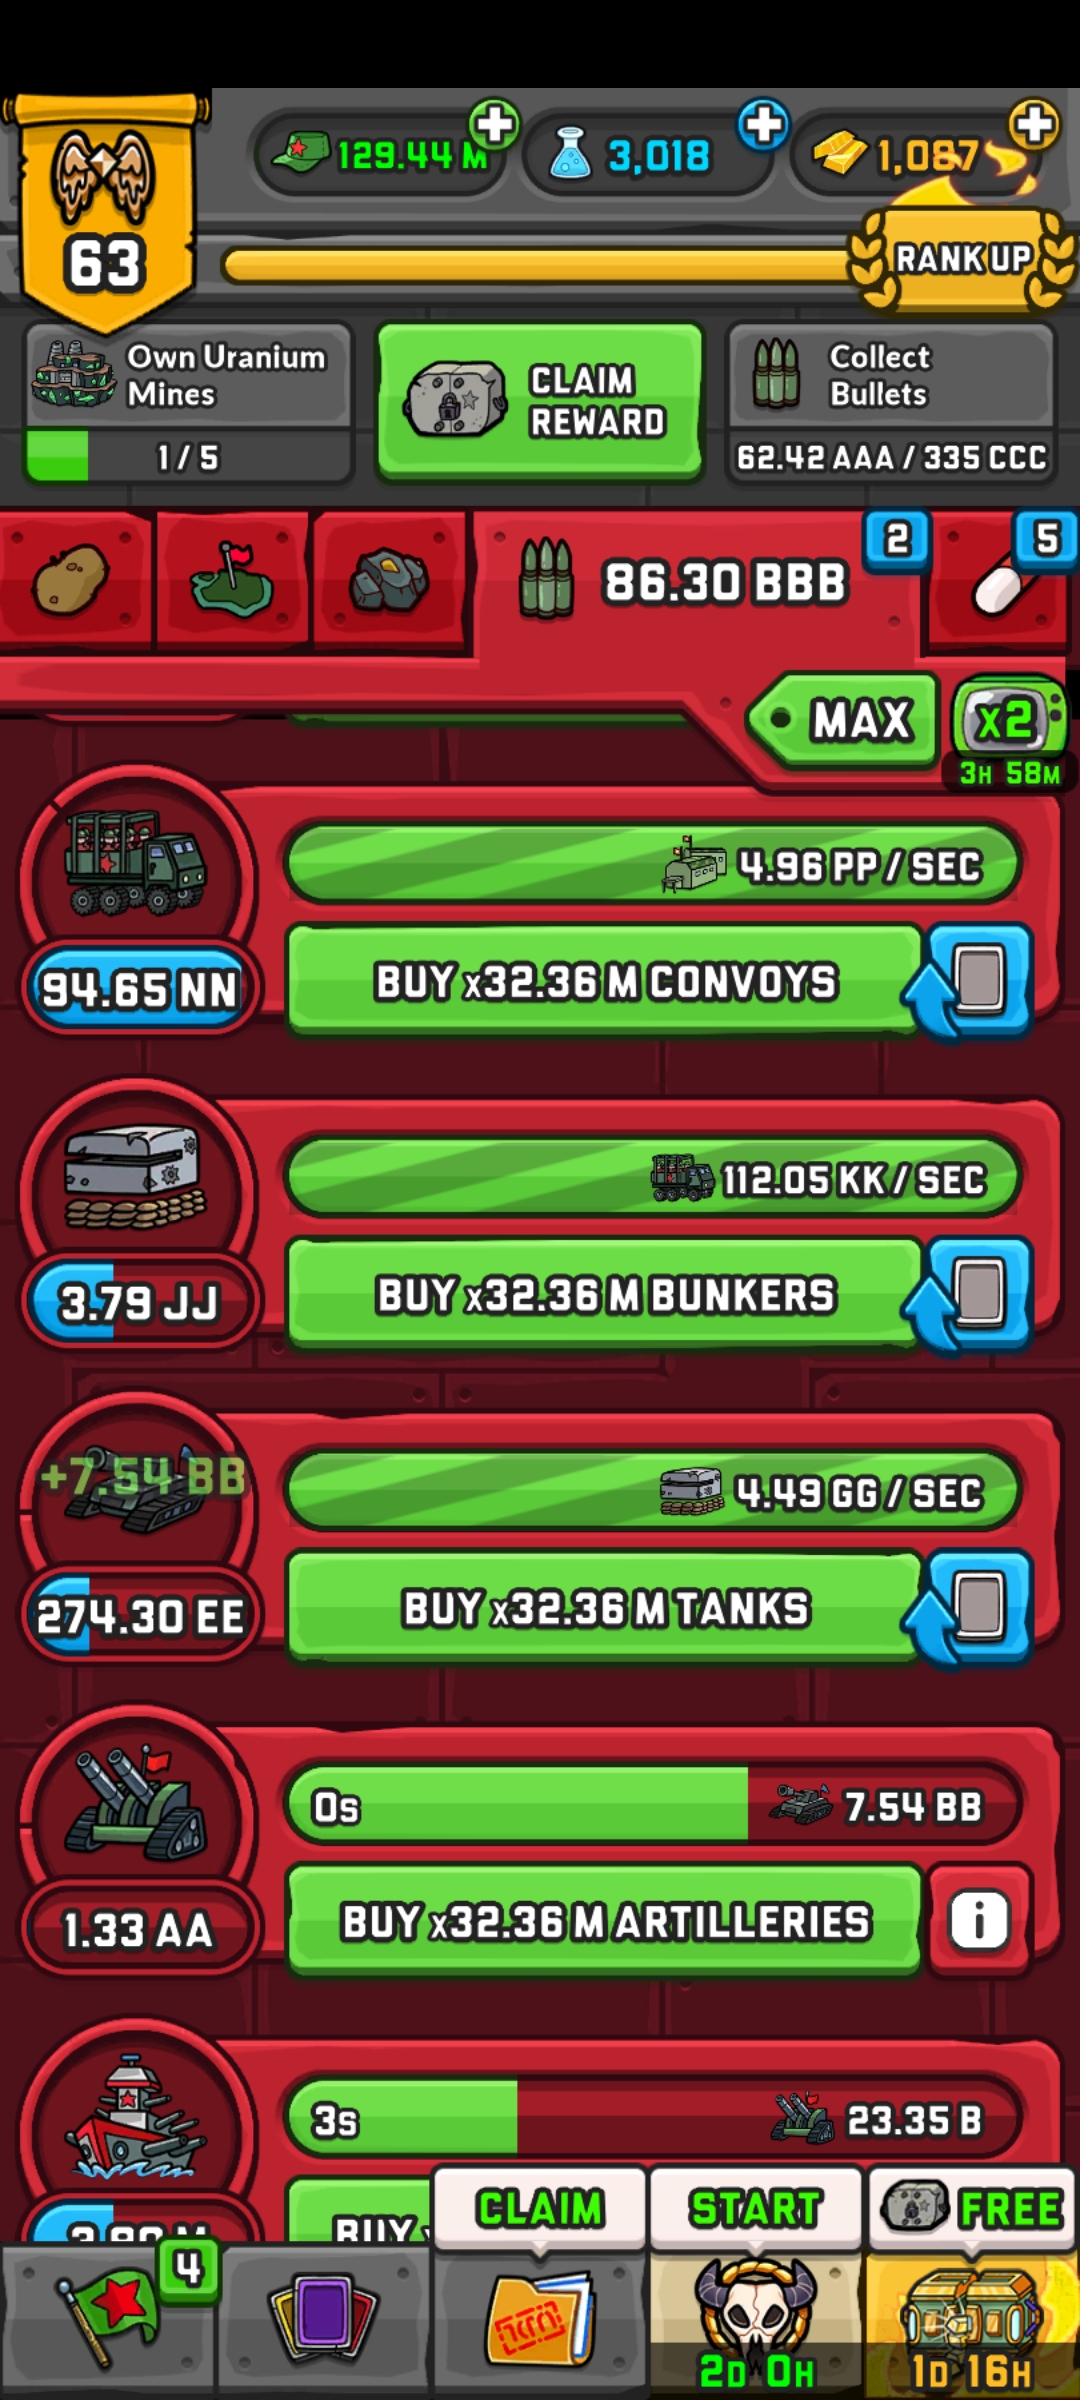 63
129.44 M
3,018
1,087
RANK UP
Own Uranium
Mines
1 / 5
CLAIM
REWARD
Collect
Bullets
62.42 AAA / 335 CCC
86.30 BBB
2
5
MAX
x2
3H 58M
94.65 NN
4.96 PP / SEC
BUY x32.36 M CONVOYS
3.79 JJ
112.05 KK / SEC
BUY x32.36 M BUNKERS
+7.54 BB
274.30 EE
4.49 GG / SEC
BUY x32.36 M TANKS
1.33 AA
0s
7.54 BB
BUY x32.36 M ARTILLERIES
i
3s
23.35 B
BUY
CLAIM
START
FREE
4
2D 0H
1D 16H